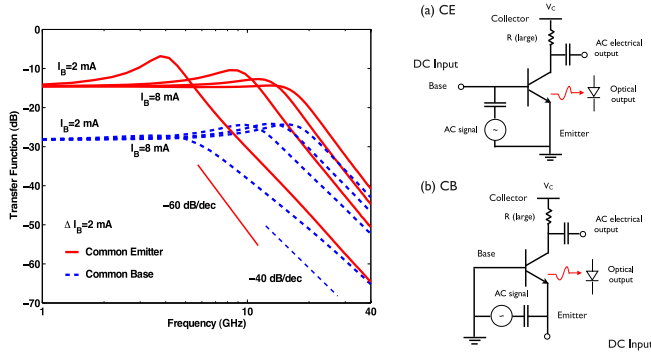 Transfer Function (dB)
0
−10
−20
−30
−40
−50
−60
−70
I_B=2 mA
I_B=8 mA
I_B=2 mA
I_B=8 mA
−60 dB/dec
Δ I_B=2 mA
Common Emitter
Common Base
−40 dB/dec
1
10
40
Frequency (GHz)
(a) CE
V_C
Collector
R (large)
AC electrical
output
DC Input
Base
Optical
output
AC signal
~
Emitter
(b) CB
V_C
Collector
R (large)
AC electrical
output
Base
Optical
output
AC signal
~
Emitter
DC Input